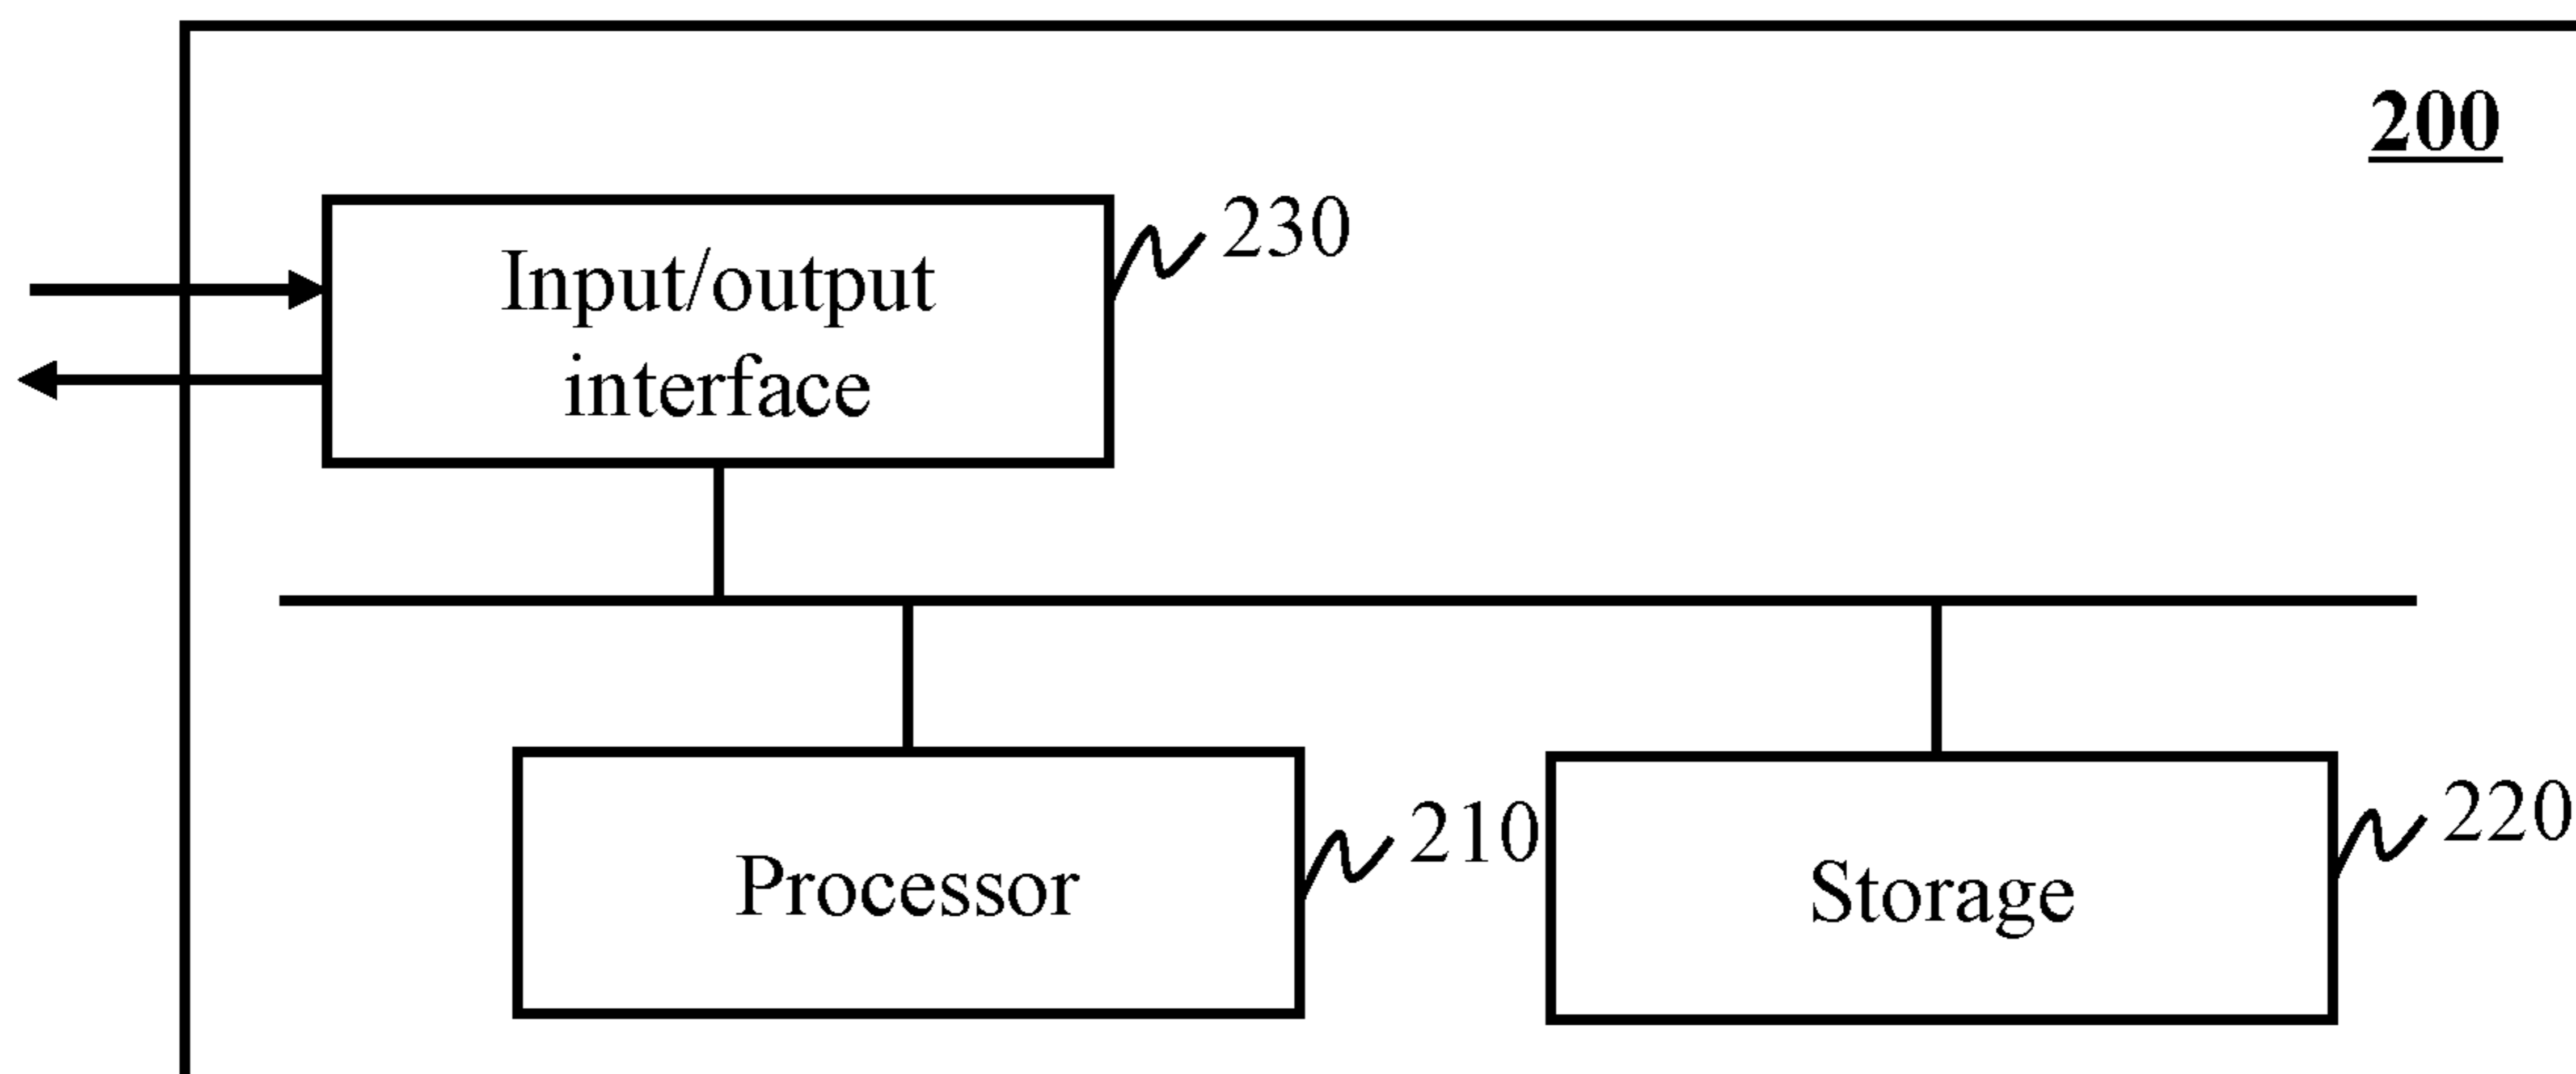 200
230
Input/output
interface
210
Processor
220
Storage